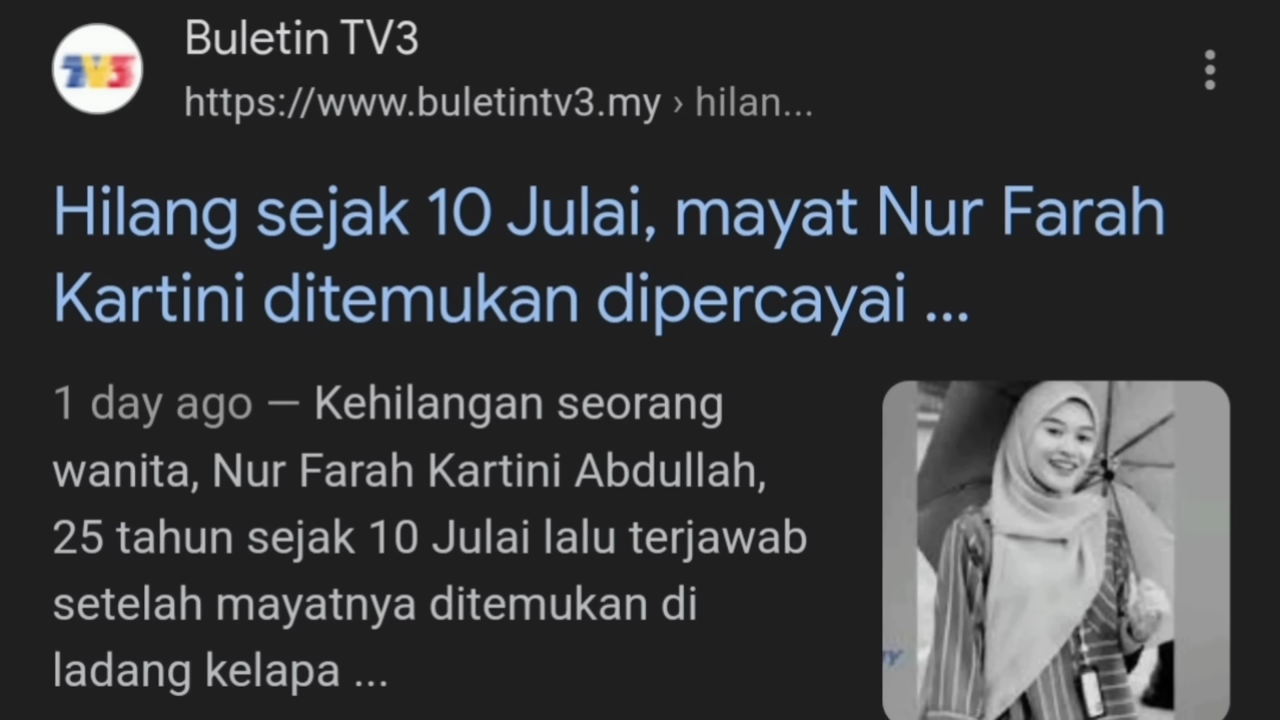 TV3
Buletin TV3
https://www.buletintv3.my › hilan...
Hilang sejak 10 Julai, mayat Nur Farah
Kartini ditemukan dipercayai ...
1 day ago — Kehilangan seorang
wanita, Nur Farah Kartini Abdullah,
25 tahun sejak 10 Julai lalu terjawab
setelah mayatnya ditemukan di
ladang kelapa ...